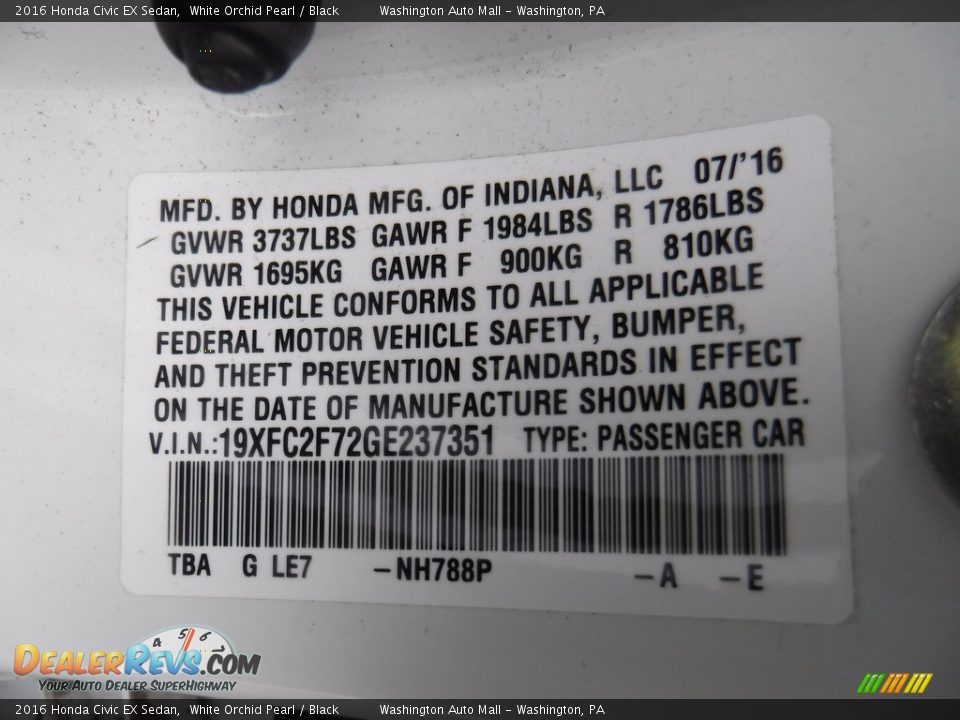 2016 Honda Civic EX Sedan, White Orchid Pearl / Black Washington Auto Mall - Washington, PA
MFD. BY HONDA MFG. OF INDIANA, LLC 07/'16
GVWR 3737LBS GAWR F 1984LBS R 1786LBS
GVWR 1695KG GAWR F 900KG R 810KG
THIS VEHICLE CONFORMS TO ALL APPLICABLE
FEDERAL MOTOR VEHICLE SAFETY, BUMPER,
AND THEFT PREVENTION STANDARDS IN EFFECT
ON THE DATE OF MANUFACTURE SHOWN ABOVE.
V.I.N.:19XFC2F72GE237351 TYPE: PASSENGER CAR
TBA G LE7 -NH788P -A -E
4 5 6
DEALERREVS.COM
YOUR AUTO DEALER SUPERHIGHWAY
2016 Honda Civic EX Sedan, White Orchid Pearl / Black Washington Auto Mall - Washington, PA